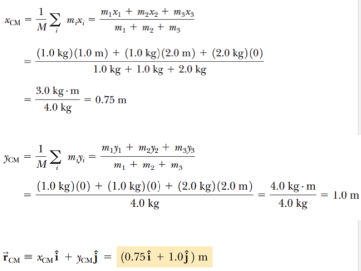 x_CM = 1/M Σ_i m_i x_i = (m_1x_1 + m_2x_2 + m_3x_3)/(m_1 + m_2 + m_3)
= ((1.0 kg)(1.0 m) + (1.0 kg)(2.0 m) + (2.0 kg)(0))/(1.0 kg + 1.0 kg + 2.0 kg)
= (3.0 kg·m)/(4.0 kg) = 0.75 m
y_CM = 1/M Σ_i m_i y_i = (m_1y_1 + m_2y_2 + m_3y_3)/(m_1 + m_2 + m_3)
= ((1.0 kg)(0) + (1.0 kg)(0) + (2.0 kg)(2.0 m))/(4.0 kg) = (4.0 kg·m)/(4.0 kg) = 1.0 m
r⃗_CM ≡ x_CM î + y_CM ĵ = (0.75 î + 1.0 ĵ) m